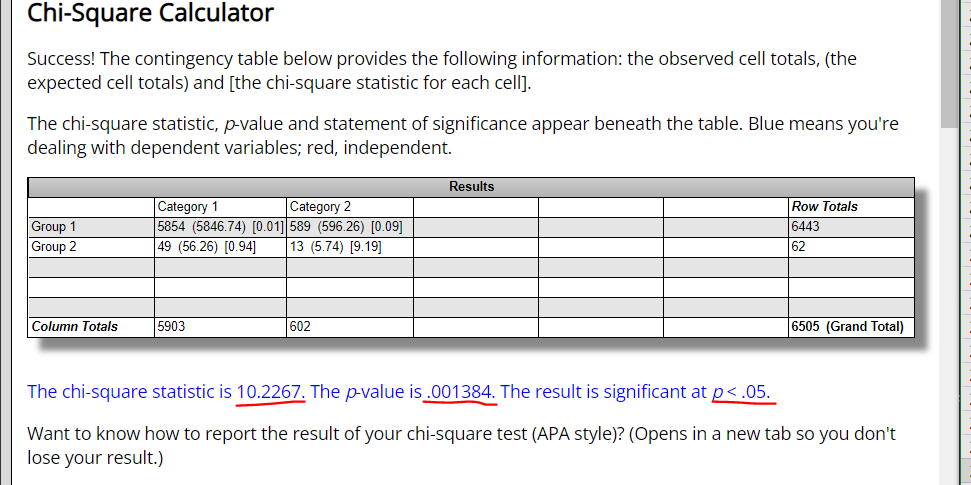 Chi-Square Calculator
Success! The contingency table below provides the following information: the observed cell totals, (the
expected cell totals) and [the chi-square statistic for each cell].
The chi-square statistic, p-value and statement of significance appear beneath the table. Blue means you're
dealing with dependent variables; red, independent.
Results
Category 1 Category 2 Row Totals
Group 1 5854 (5846.74) [0.01] 589 (596.26) [0.09] 6443
Group 2 49 (56.26) [0.94] 13 (5.74) [9.19] 62
Column Totals 5903 602 6505 (Grand Total)
The chi-square statistic is 10.2267. The p-value is .001384. The result is significant at p < .05.
Want to know how to report the result of your chi-square test (APA style)? (Opens in a new tab so you don't
lose your result.)